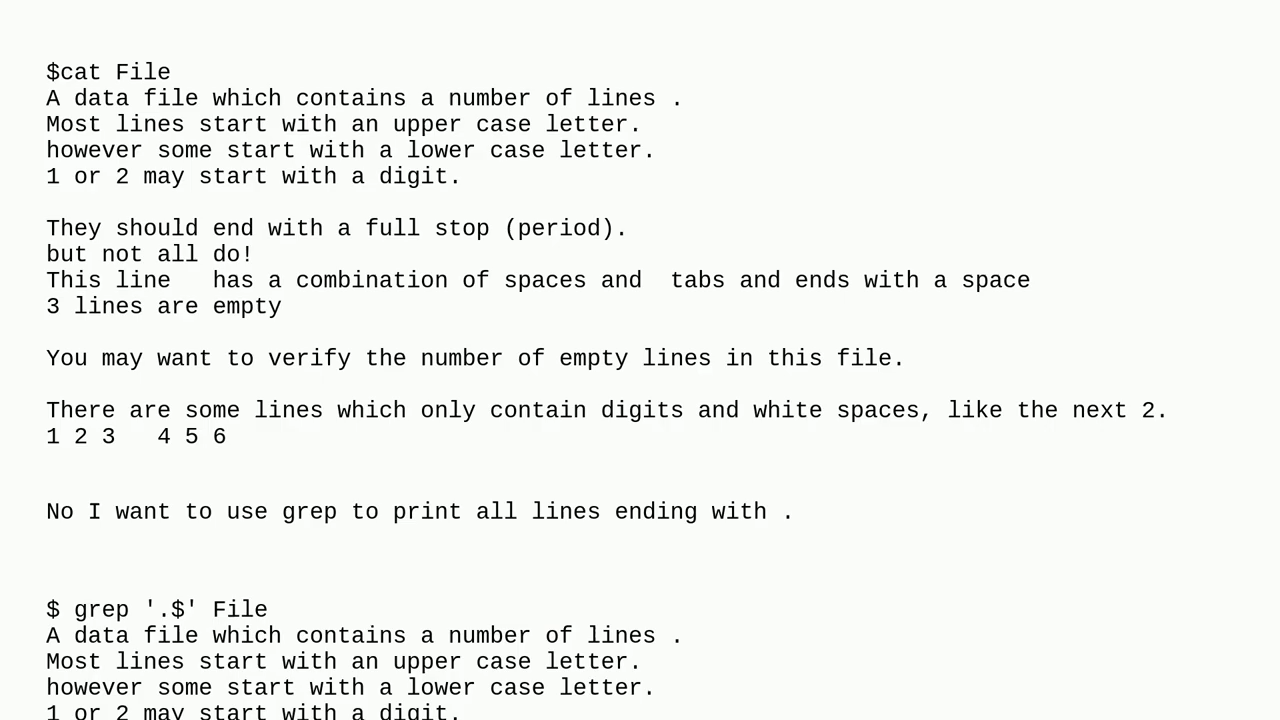 $cat File
A data file which contains a number of lines .
Most lines start with an upper case letter.
however some start with a lower case letter.
1 or 2 may start with a digit.
They should end with a full stop (period).
but not all do!
This line   has a combination of spaces and  tabs and ends with a space
3 lines are empty
You may want to verify the number of empty lines in this file.
There are some lines which only contain digits and white spaces, like the next 2.
1 2 3   4 5 6
No I want to use grep to print all lines ending with .
$ grep '.$' File
A data file which contains a number of lines .
Most lines start with an upper case letter.
however some start with a lower case letter.
1 or 2 may start with a digit.